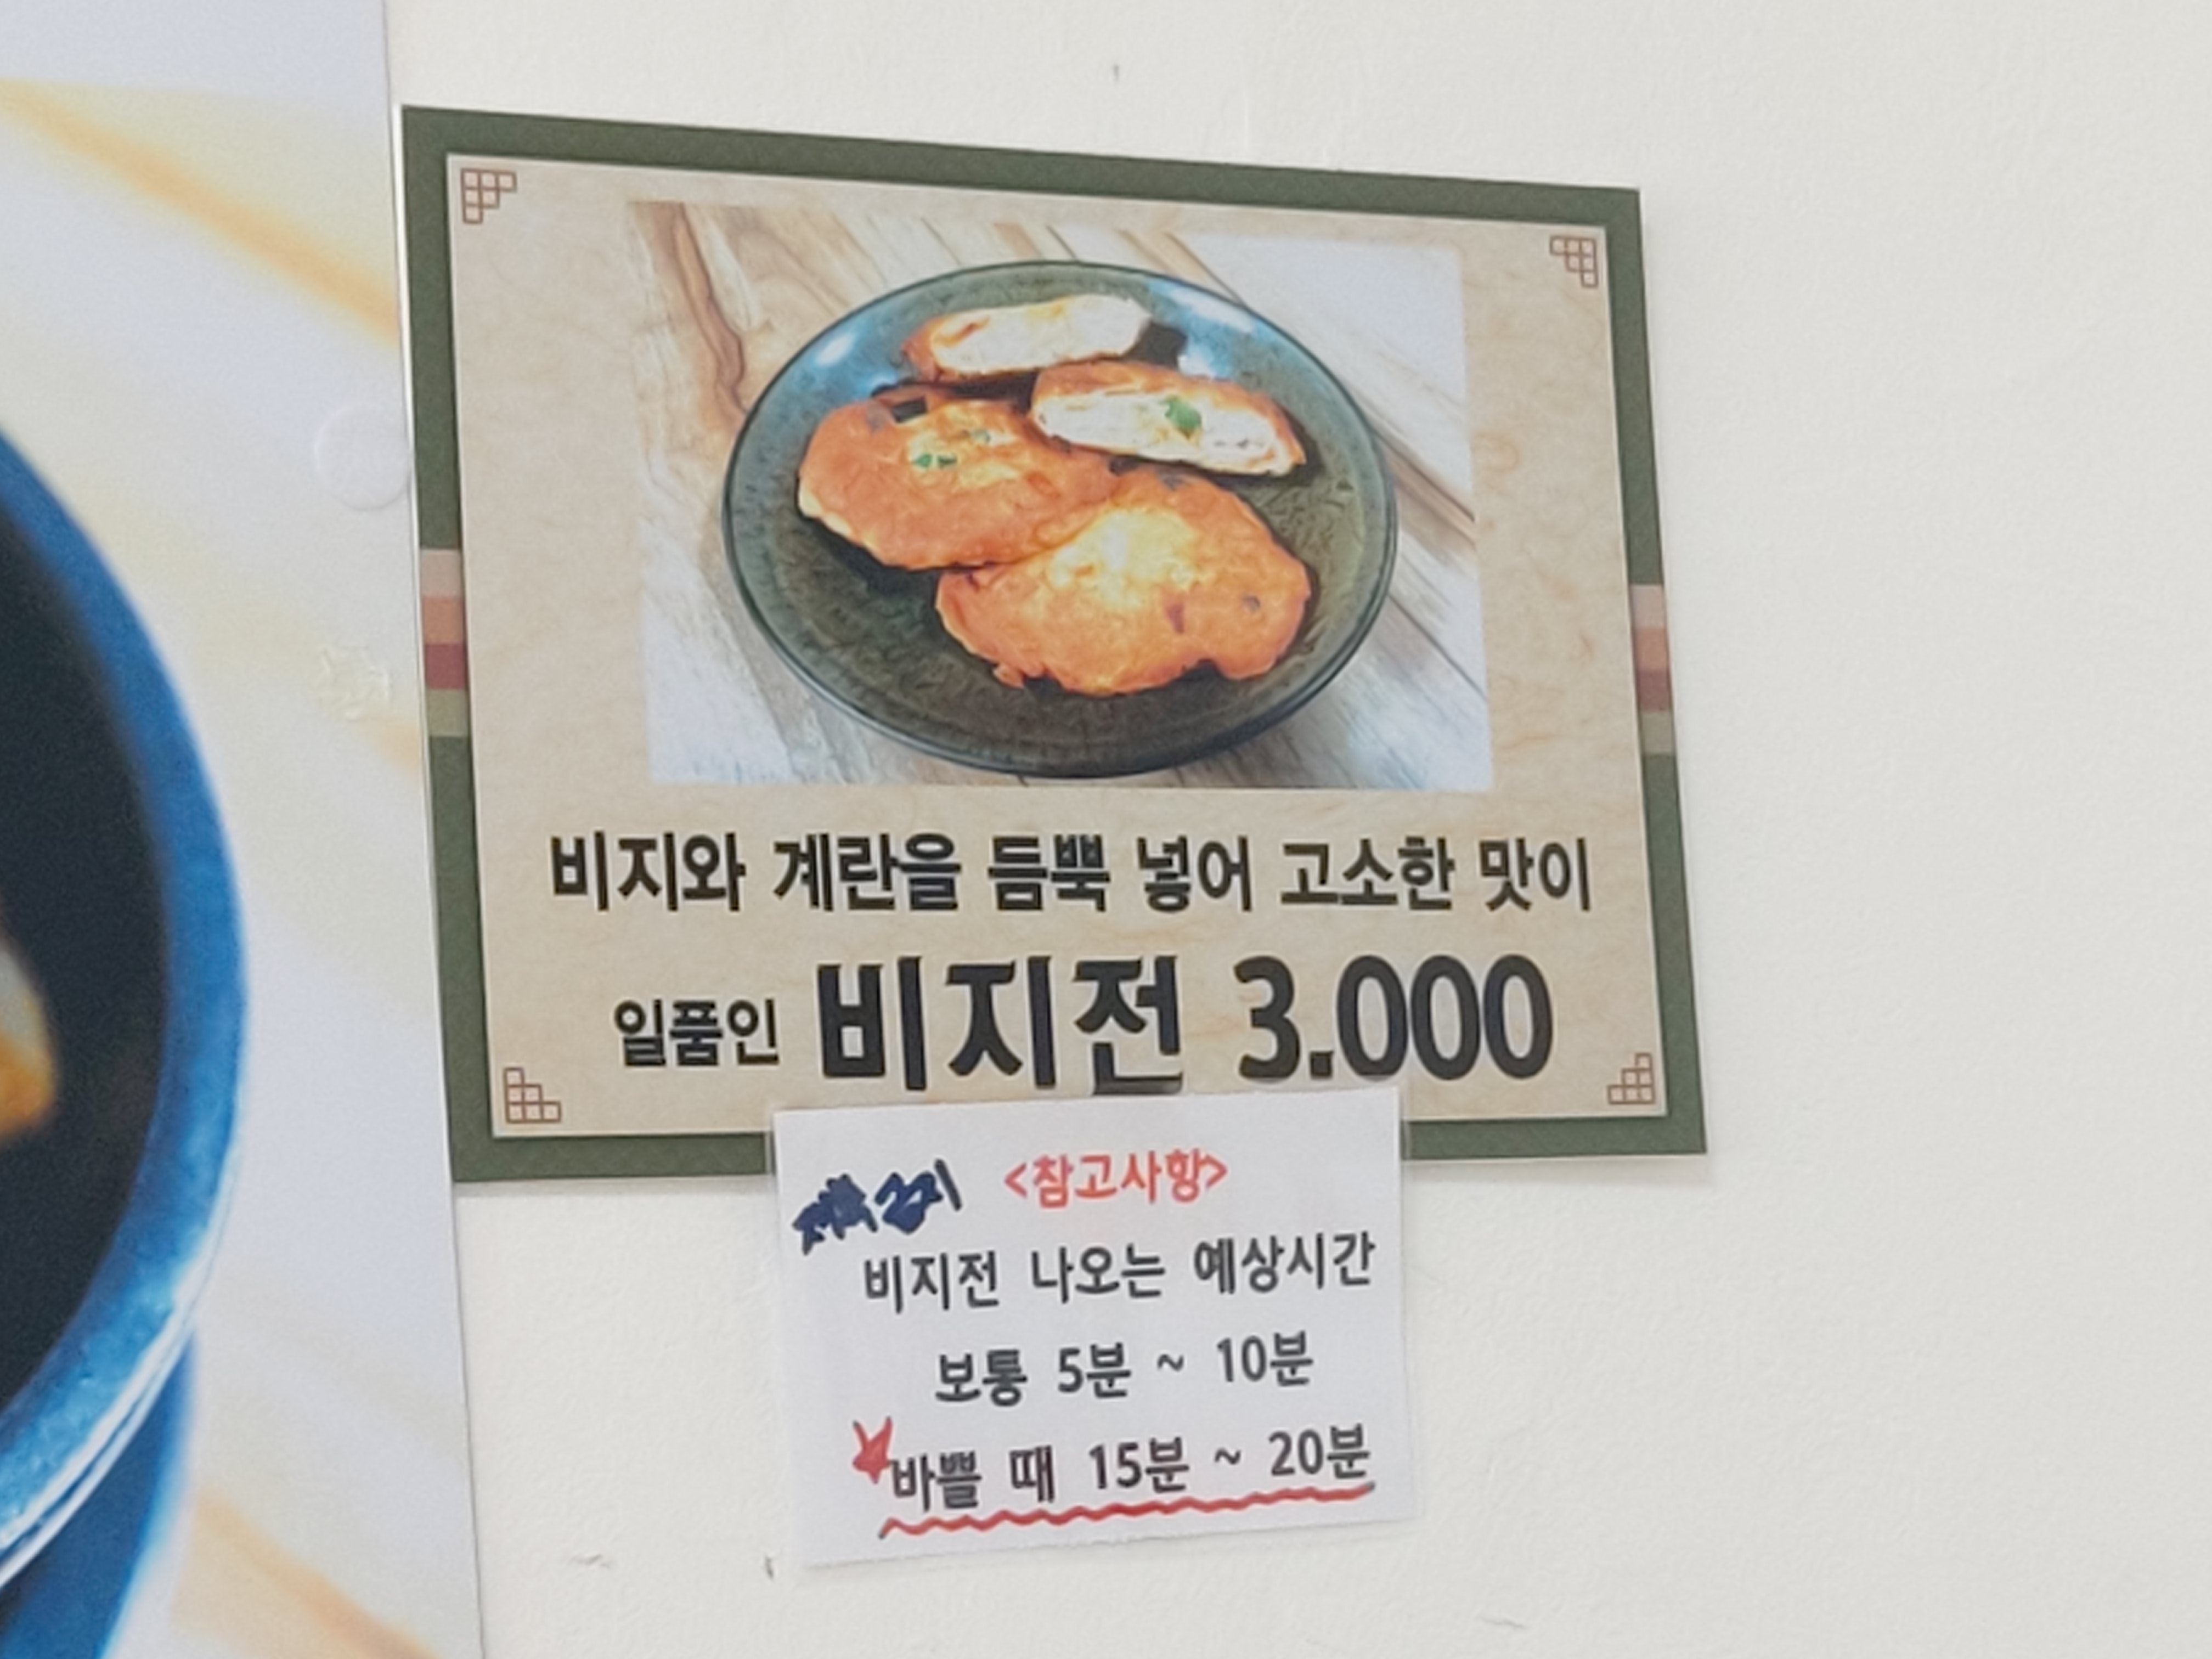 비지와 계란을 듬뿍 넣어 고소한 맛이
일품인 비지전 3.000
<참고사항>
비지전 나오는 예상시간
보통 5분 ~ 10분
바쁠 때 15분 ~ 20분